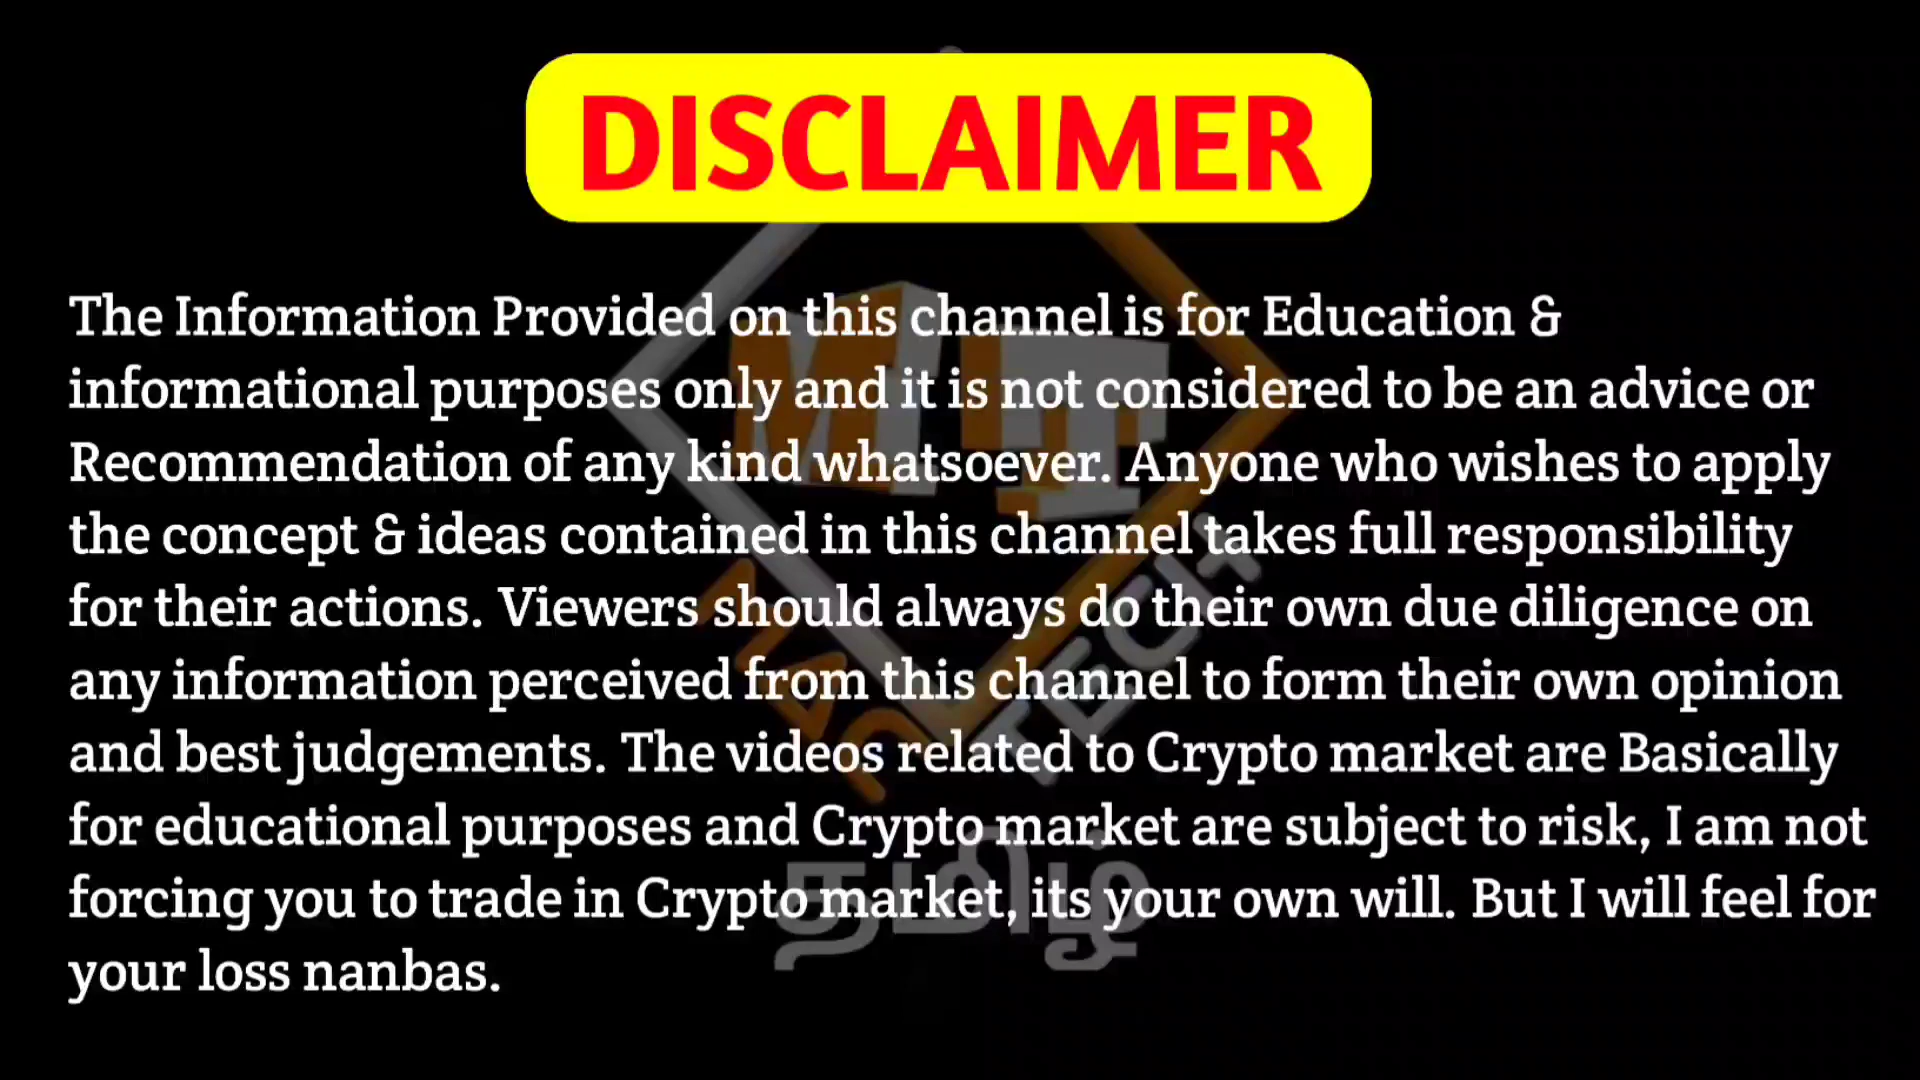 DISCLAIMER
The Information Provided on this channel is for Education &
informational purposes only and it is not considered to be an advice or
Recommendation of any kind whatsoever. Anyone who wishes to apply
the concept & ideas contained in this channel takes full responsibility
for their actions. Viewers should always do their own due diligence on
any information perceived from this channel to form their own opinion
and best judgements. The videos related to Crypto market are Basically
for educational purposes and Crypto market are subject to risk, I am not
forcing you to trade in Crypto market, its your own will. But I will feel for
your loss nanbas.
MT
TECH
தமிழ்